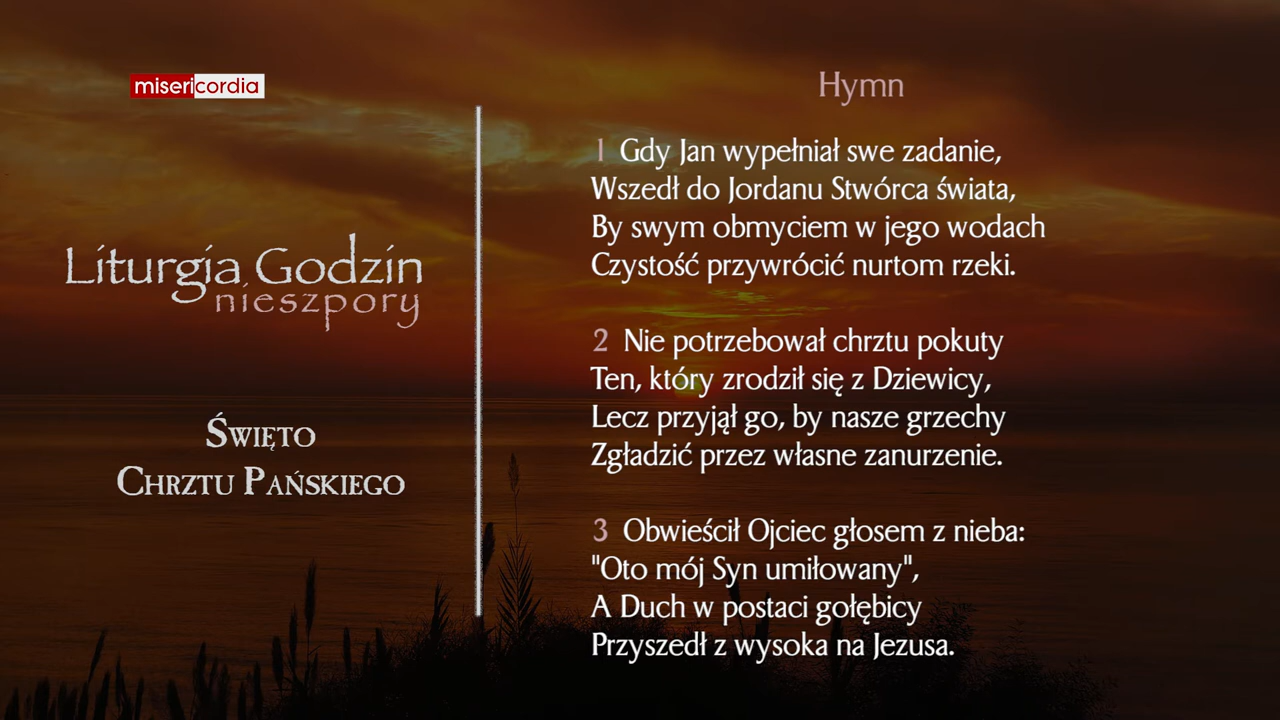 misericordia
Liturgia Godzin
nieszpory
Święto
Chrztu Pańskiego
Hymn
1 Gdy Jan wypełniał swe zadanie,
Wszedł do Jordanu Stwórca świata,
By swym obmyciem w jego wodach
Czystość przywrócić nurtom rzeki.
2 Nie potrzebował chrztu pokuty
Ten, który zrodził się z Dziewicy,
Lecz przyjął go, by nasze grzechy
Zgładzić przez własne zanurzenie.
3 Obwieścił Ojciec głosem z nieba:
"Oto mój Syn umiłowany",
A Duch w postaci gołębicy
Przyszedł z wysoka na Jezusa.